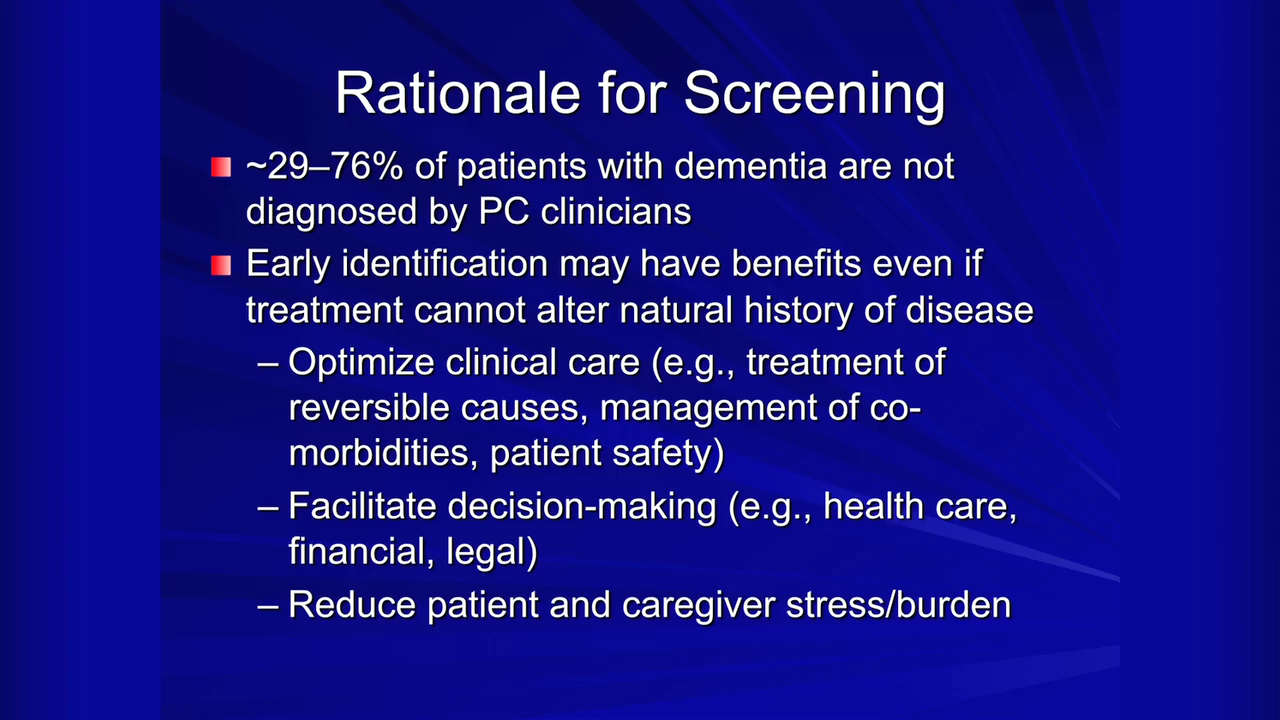 Rationale for Screening
~29–76% of patients with dementia are not
diagnosed by PC clinicians
Early identification may have benefits even if
treatment cannot alter natural history of disease
– Optimize clinical care (e.g., treatment of
reversible causes, management of co-
morbidities, patient safety)
– Facilitate decision-making (e.g., health care,
financial, legal)
– Reduce patient and caregiver stress/burden